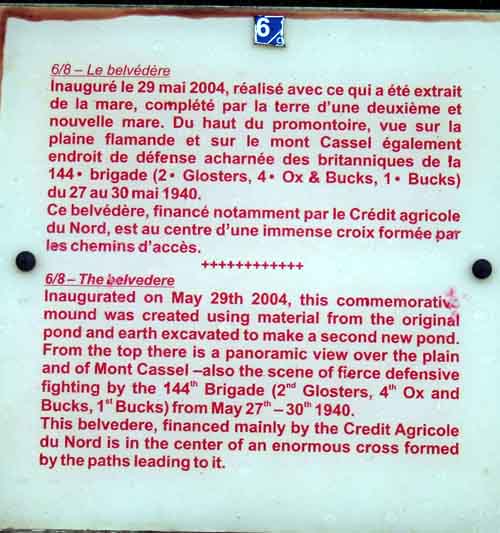 6/9
6/8 – Le belvédère
Inauguré le 29 mai 2004, réalisé avec ce qui a été extrait
de la mare, complété par la terre d'une deuxième et
nouvelle mare. Du haut du promontoire, vue sur la
plaine flamande et sur le mont Cassel également
endroit de défense acharnée des britanniques de la
144• brigade (2• Glosters, 4• Ox & Bucks, 1• Bucks)
du 27 au 30 mai 1940.
Ce belvédère, financé notamment par le Crédit agricole
du Nord, est au centre d'une immense croix formée par
les chemins d'accès.
++++++++++++
6/8 – The belvedere
Inaugurated on May 29th 2004, this commemorative
mound was created using material from the original
pond and earth excavated to make a second new pond.
From the top there is a panoramic view over the plain
and of Mont Cassel –also the scene of fierce defensive
fighting by the 144th Brigade (2nd Glosters, 4th Ox and
Bucks, 1st Bucks) from May 27th – 30th 1940.
This belvedere, financed mainly by the Credit Agricole
du Nord is in the center of an enormous cross formed
by the paths leading to it.